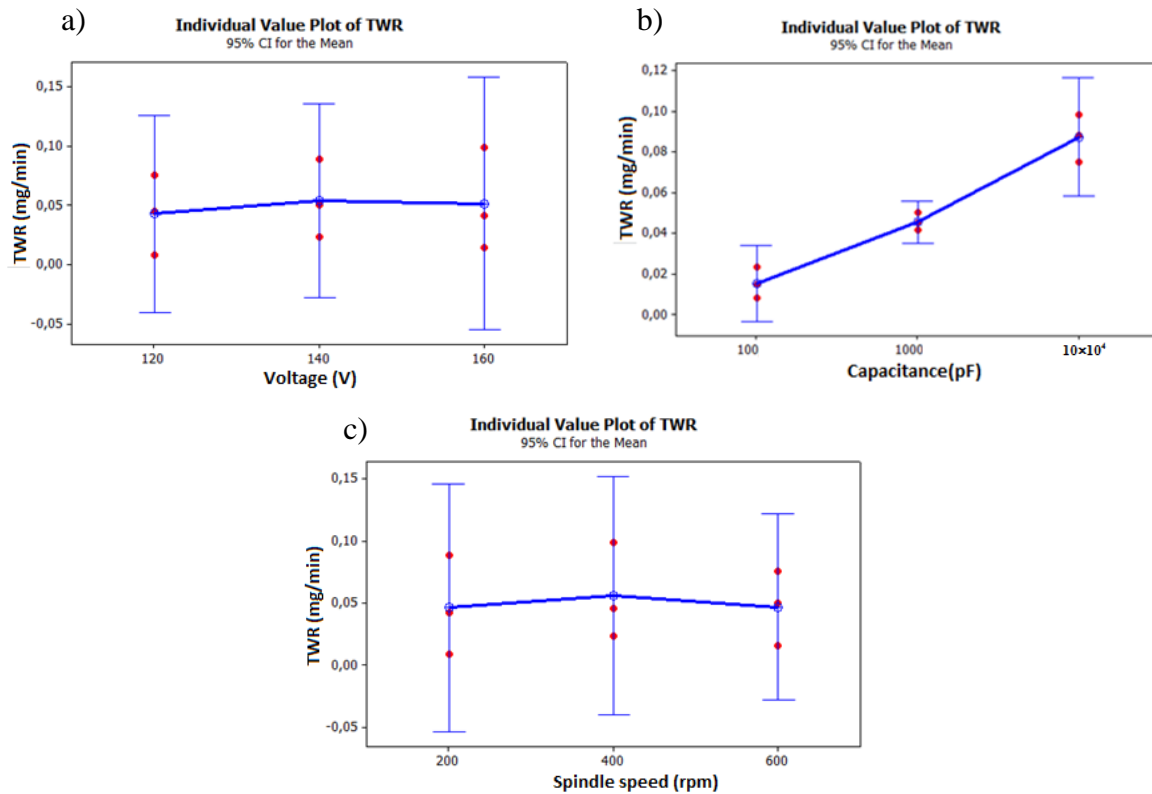 a)
Individual Value Plot of TWR
95% CI for the Mean
TWR (mg/min)
0,15
0,10
0,05
0,00
-0,05
120
140
160
Voltage (V)
b)
Individual Value Plot of TWR
95% CI for the Mean
TWR (mg/min)
0,12
0,10
0,08
0,06
0,04
0,02
0,00
100
1000
10×10⁴
Capacitance(pF)
c)
Individual Value Plot of TWR
95% CI for the Mean
TWR (mg/min)
0,15
0,10
0,05
0,00
-0,05
200
400
600
Spindle speed (rpm)